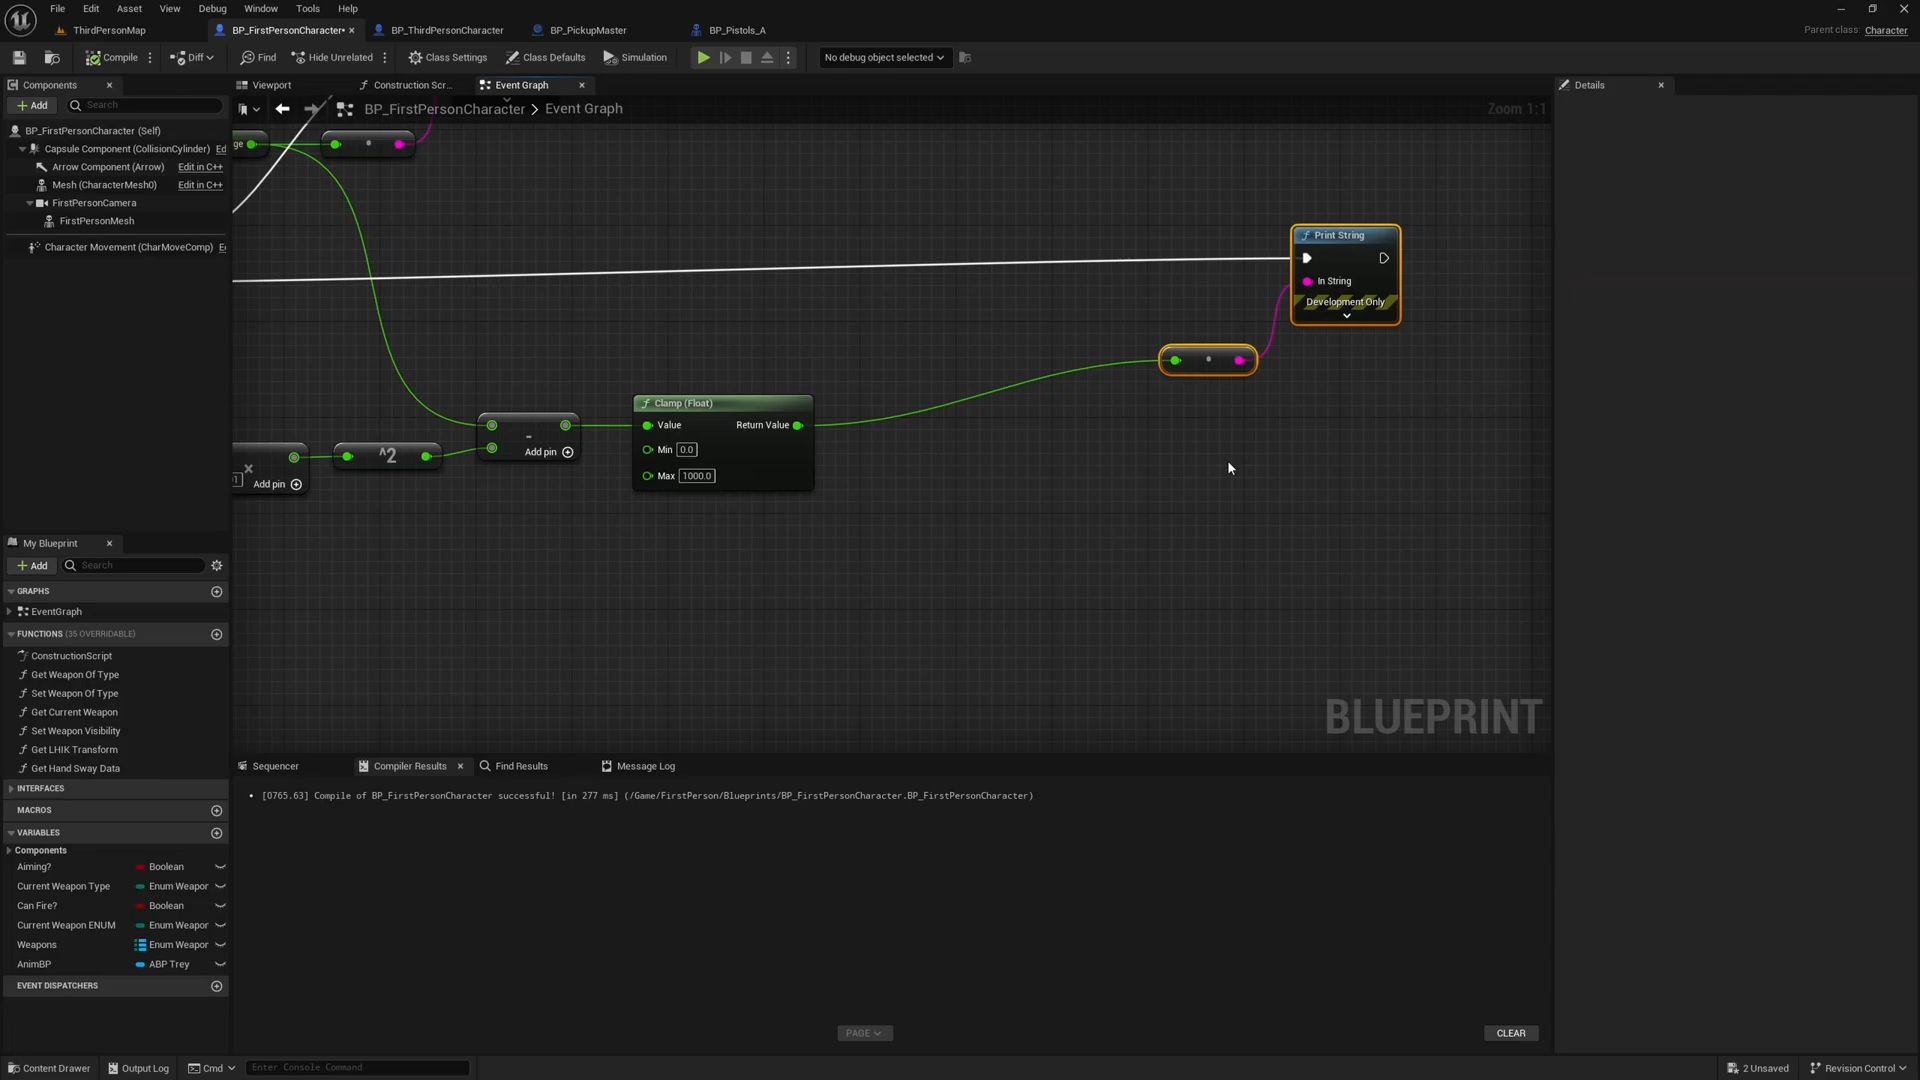 File Edit Asset View Debug Window Tools Help
ThirdPersonMap BP_FirstPersonCharacter• BP_ThirdPersonCharacter BP_PickupMaster BP_Pistols_A Parent class: Character
Compile Diff Find Hide Unrelated Class Settings Class Defaults Simulation No debug object selected
Components Viewport Construction Scr... Event Graph Details
Add Search BP_FirstPersonCharacter Event Graph Zoom 1:1
BP_FirstPersonCharacter (Self)
Capsule Component (CollisionCylinder) Ed
Arrow Component (Arrow) Edit in C++
Mesh (CharacterMesh0) Edit in C++
FirstPersonCamera
FirstPersonMesh
Character Movement (CharMoveComp) E
ge
Print String
In String
Development Only
Clamp (Float)
Value Return Value
Min 0.0
Max 1000.0
-
Add pin
^2
×
Add pin
BLUEPRINT
My Blueprint
Add Search
GRAPHS
EventGraph
FUNCTIONS (35 OVERRIDABLE)
ConstructionScript
Get Weapon Of Type
Set Weapon Of Type
Get Current Weapon
Set Weapon Visibility
Get LHIK Transform
Get Hand Sway Data
INTERFACES
MACROS
VARIABLES
Components
Aiming? Boolean
Current Weapon Type Enum Weapon
Can Fire? Boolean
Current Weapon ENUM Enum Weapon
Weapons Enum Weapon
AnimBP ABP Trey
EVENT DISPATCHERS
Sequencer Compiler Results Find Results Message Log
• [0765.63] Compile of BP_FirstPersonCharacter successful! [in 277 ms] (/Game/FirstPerson/Blueprints/BP_FirstPersonCharacter.BP_FirstPersonCharacter)
PAGE CLEAR
Content Drawer Output Log Cmd Enter Console Command 2 Unsaved Revision Control